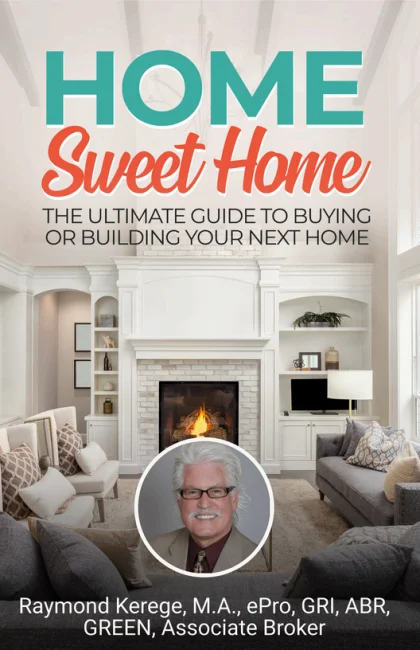 HOME
Sweet Home
THE ULTIMATE GUIDE TO BUYING
OR BUILDING YOUR NEXT HOME
Raymond Kerege, M.A., ePro, GRI, ABR,
GREEN, Associate Broker